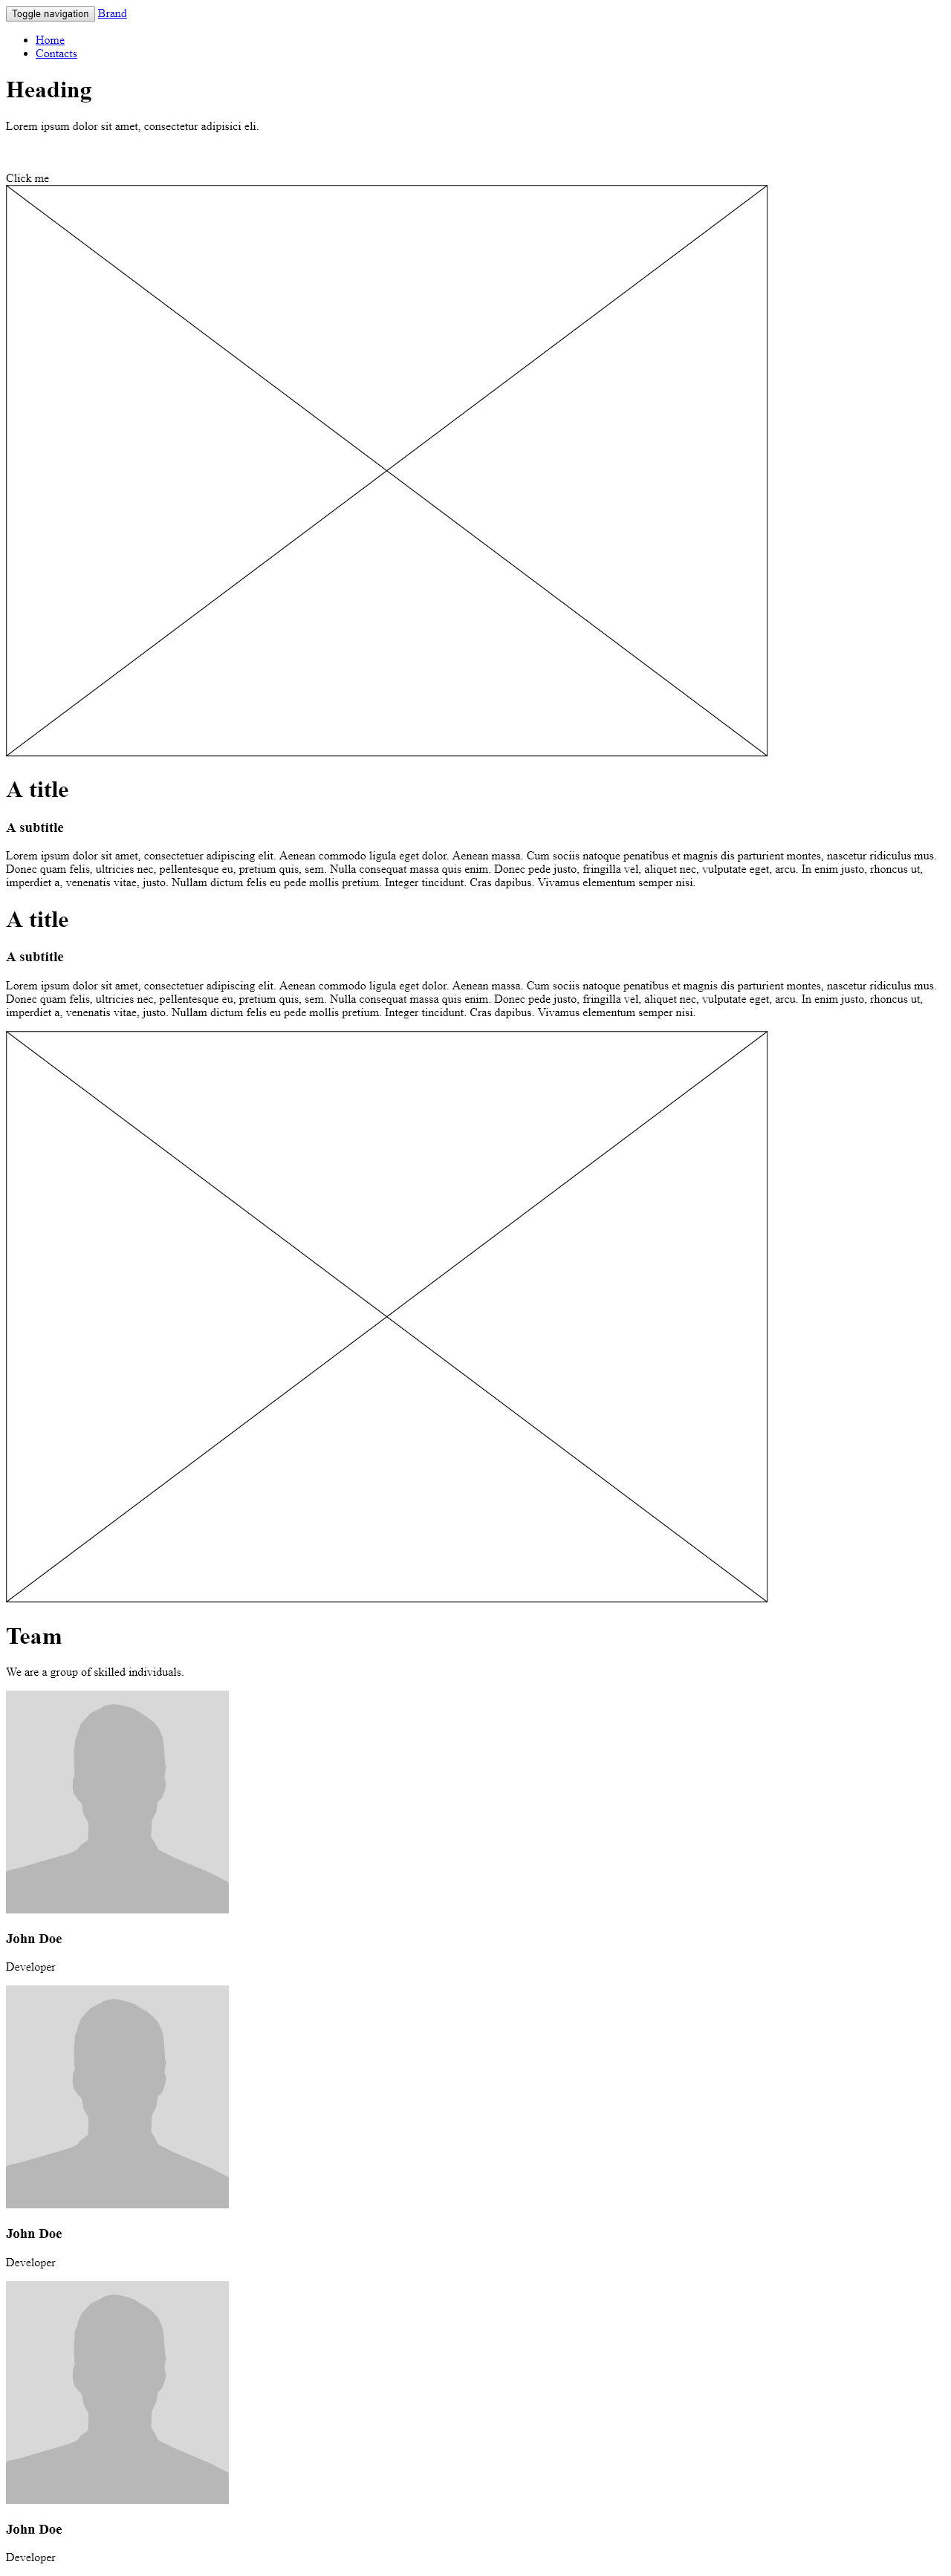 Toggle navigation Brand
Home
Contacts
Heading
Lorem ipsum dolor sit amet, consectetur adipisici eli.
Click me
A title
A subtitle
Lorem ipsum dolor sit amet, consectetuer adipiscing elit. Aenean commodo ligula eget dolor. Aenean massa. Cum sociis natoque penatibus et magnis dis parturient montes, nascetur ridiculus mus.
Donec quam felis, ultricies nec, pellentesque eu, pretium quis, sem. Nulla consequat massa quis enim. Donec pede justo, fringilla vel, aliquet nec, vulputate eget, arcu. In enim justo, rhoncus ut,
imperdiet a, venenatis vitae, justo. Nullam dictum felis eu pede mollis pretium. Integer tincidunt. Cras dapibus. Vivamus elementum semper nisi.
A title
A subtitle
Lorem ipsum dolor sit amet, consectetuer adipiscing elit. Aenean commodo ligula eget dolor. Aenean massa. Cum sociis natoque penatibus et magnis dis parturient montes, nascetur ridiculus mus.
Donec quam felis, ultricies nec, pellentesque eu, pretium quis, sem. Nulla consequat massa quis enim. Donec pede justo, fringilla vel, aliquet nec, vulputate eget, arcu. In enim justo, rhoncus ut,
imperdiet a, venenatis vitae, justo. Nullam dictum felis eu pede mollis pretium. Integer tincidunt. Cras dapibus. Vivamus elementum semper nisi.
Team
We are a group of skilled individuals.
John Doe
Developer
John Doe
Developer
John Doe
Developer